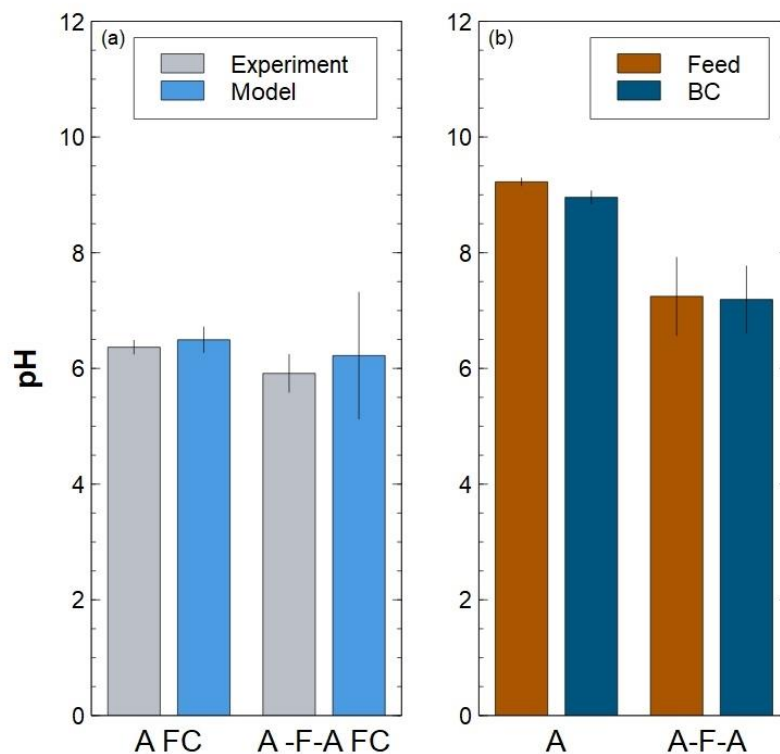 (a)
Experiment
Model
pH
12
10
8
6
4
2
0
A FC
A -F-A FC
(b)
Feed
BC
12
10
8
6
4
2
0
A
A-F-A